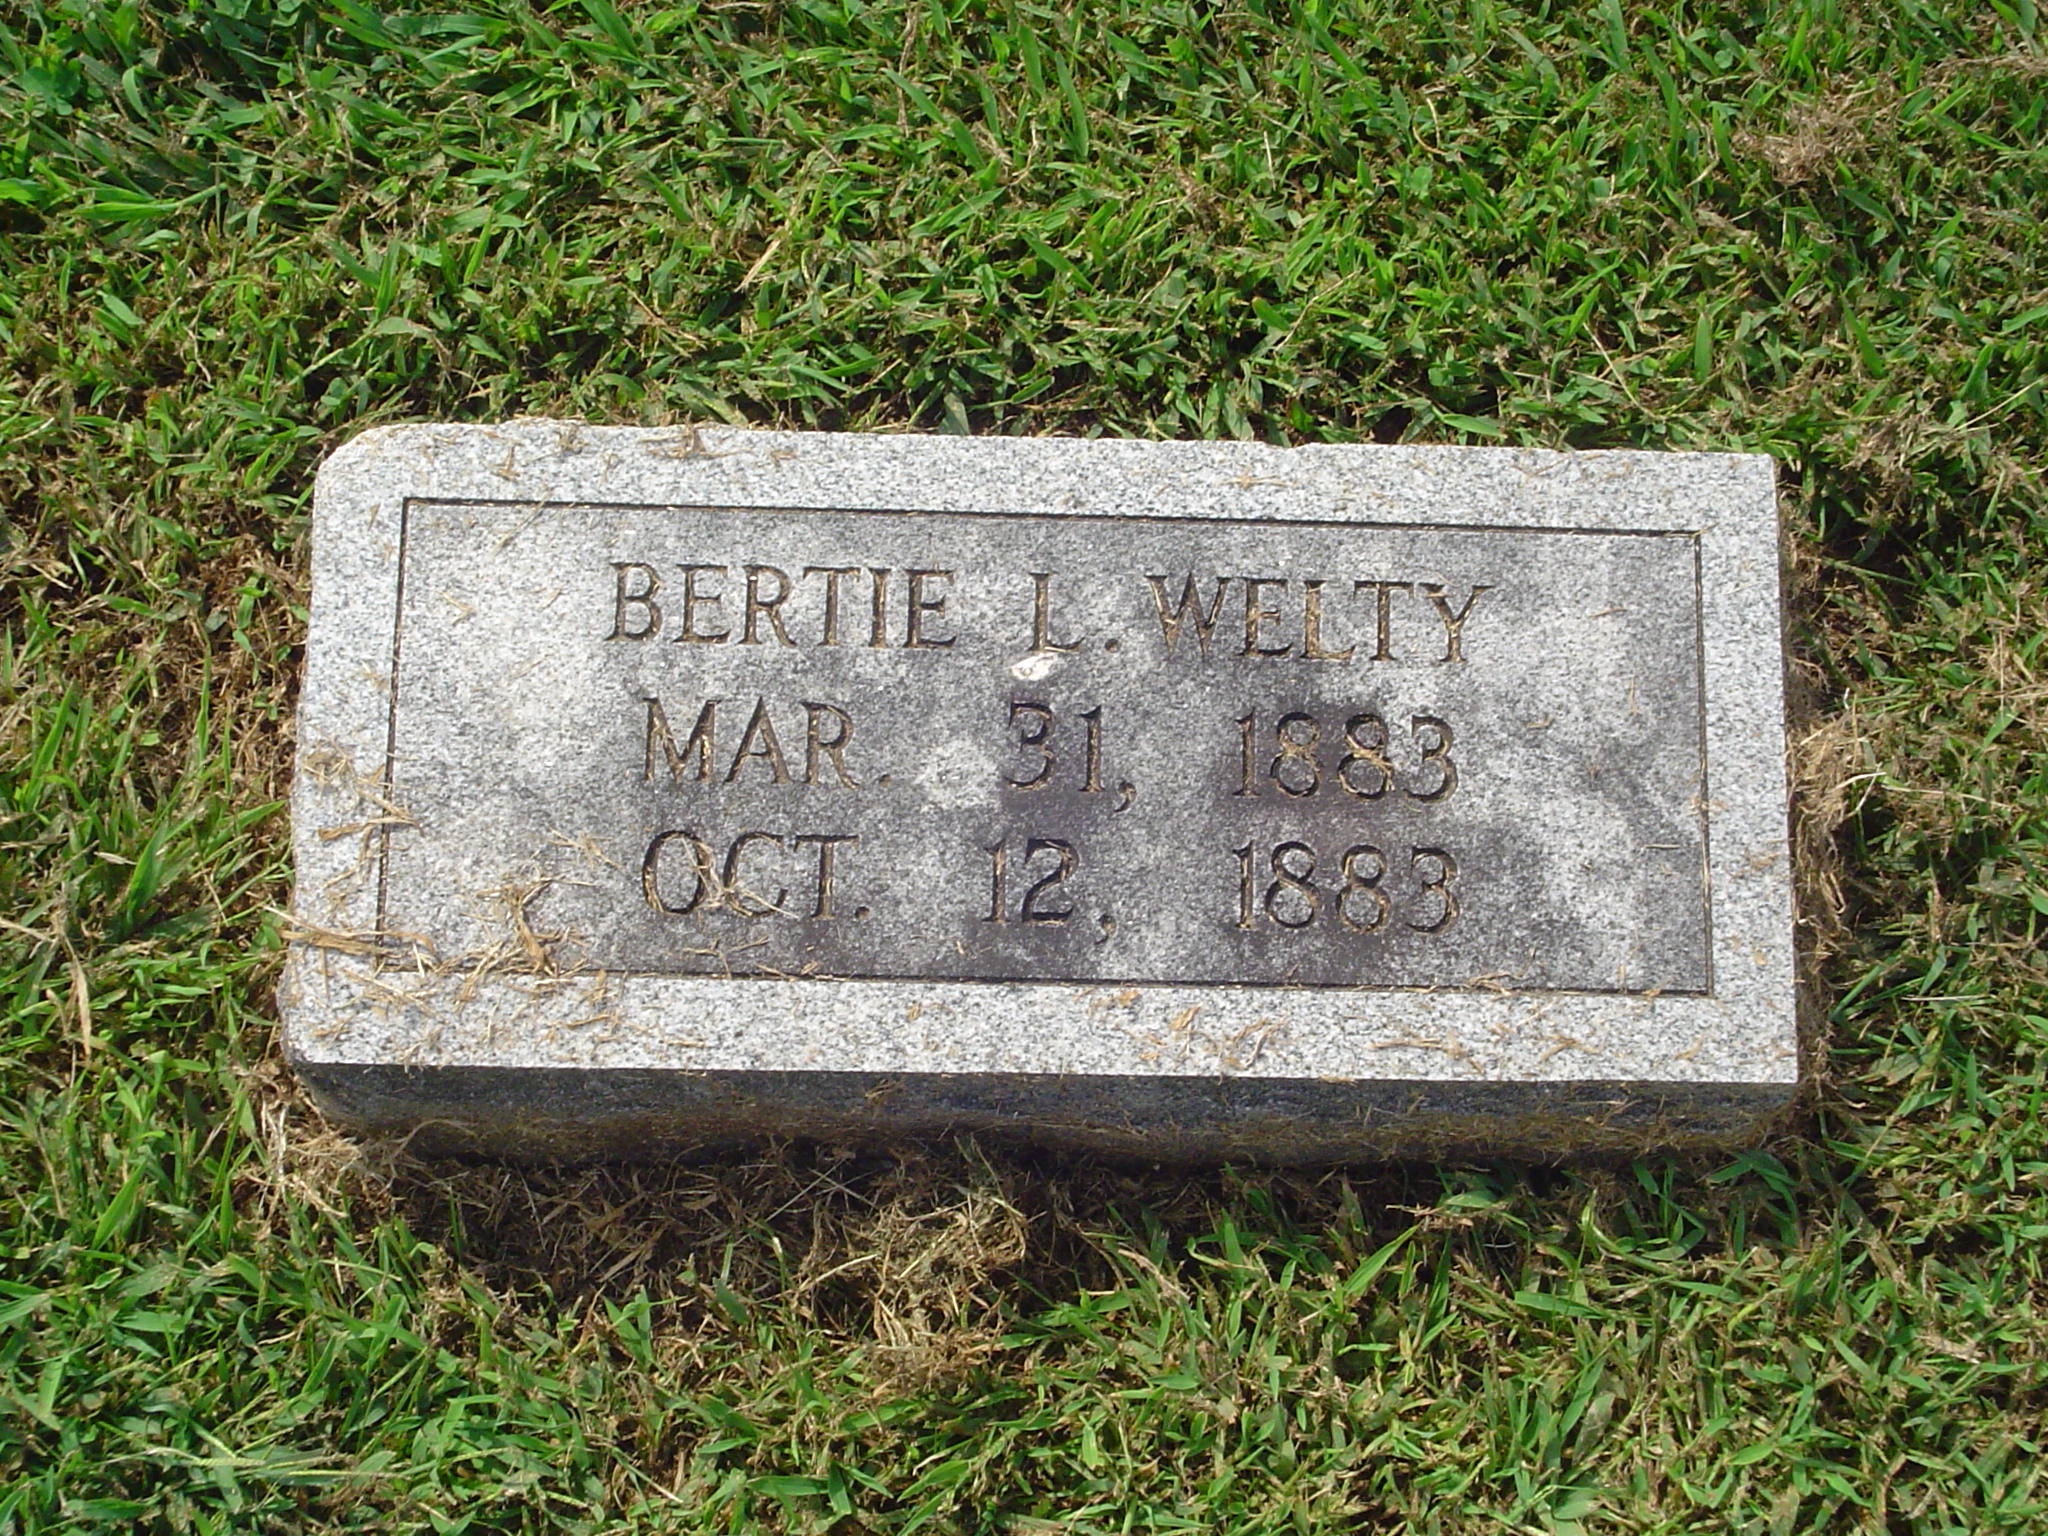 BERTIE L. WELTY
MAR. 31, 1883
OCT. 12, 1883